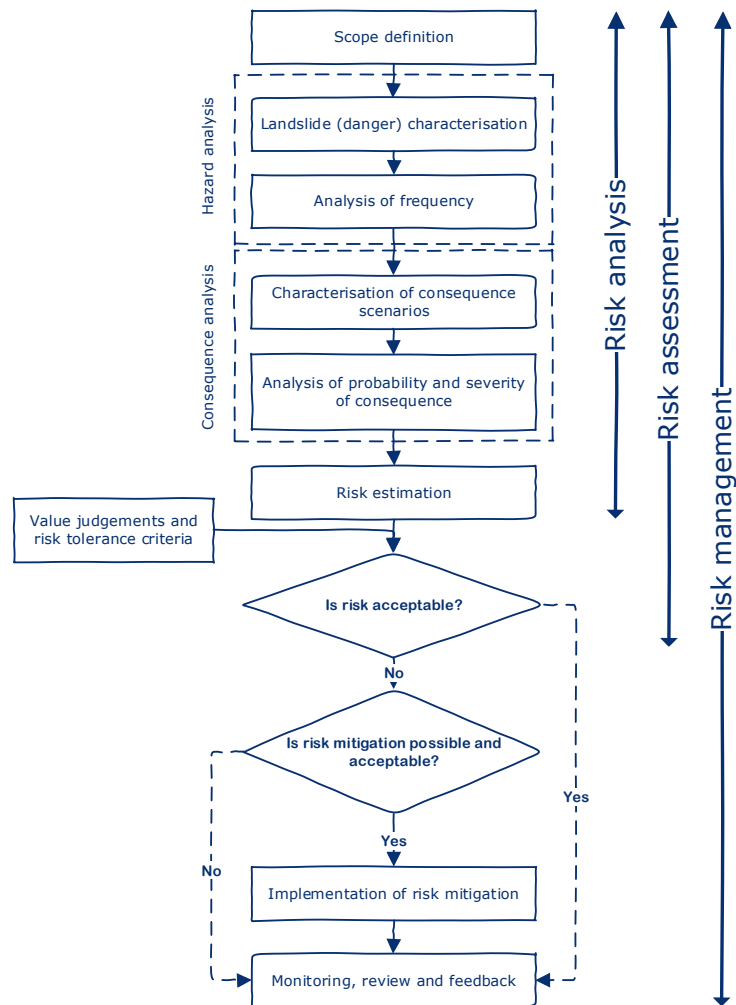 Scope definition
Hazard analysis
Landslide (danger) characterisation
Analysis of frequency
Consequence analysis
Characterisation of consequence
scenarios
Analysis of probability and severity
of consequence
Risk estimation
Value judgements and
risk tolerance criteria
Is risk acceptable?
No
Is risk mitigation possible and
acceptable?
Yes
Yes
No
Implementation of risk mitigation
Monitoring, review and feedback
Risk analysis
Risk assessment
Risk management